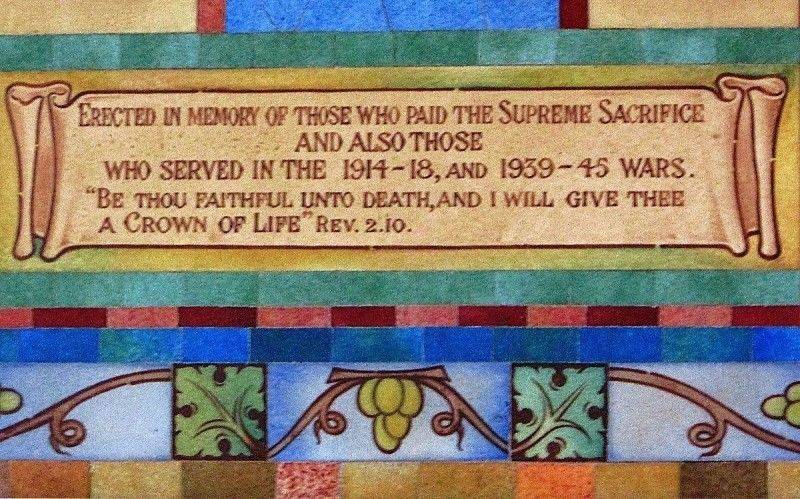 Erected in memory of those who paid the Supreme Sacrifice
and also those
who served in the 1914-18, and 1939-45 wars.
"Be thou faithful unto death, and I will give thee
a Crown of Life" Rev. 2.10.